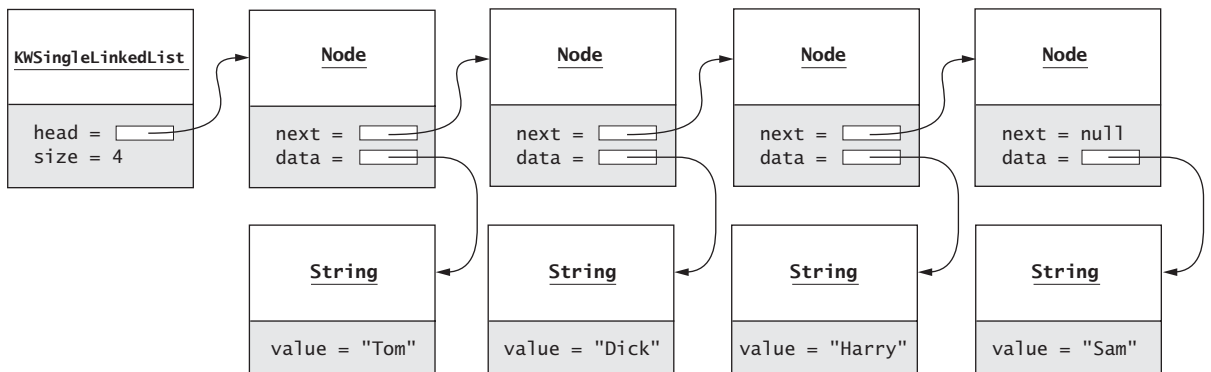 KWSingleLinkedList
head =
size = 4
Node
next =
data =
Node
next =
data =
Node
next =
data =
Node
next = null
data =
String
value = "Tom"
String
value = "Dick"
String
value = "Harry"
String
value = "Sam"